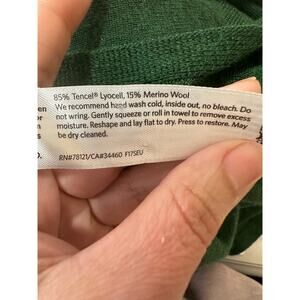 85% Tencel® Lyocell, 15% Merino Wool
We recommend hand wash cold, inside out, no bleach. Do
not wring. Gently squeeze or roll in towel to remove excess
moisture. Reshape and lay flat to dry. Press to restore. May
be dry cleaned.
RN#78121/CA#34460 F17SEU